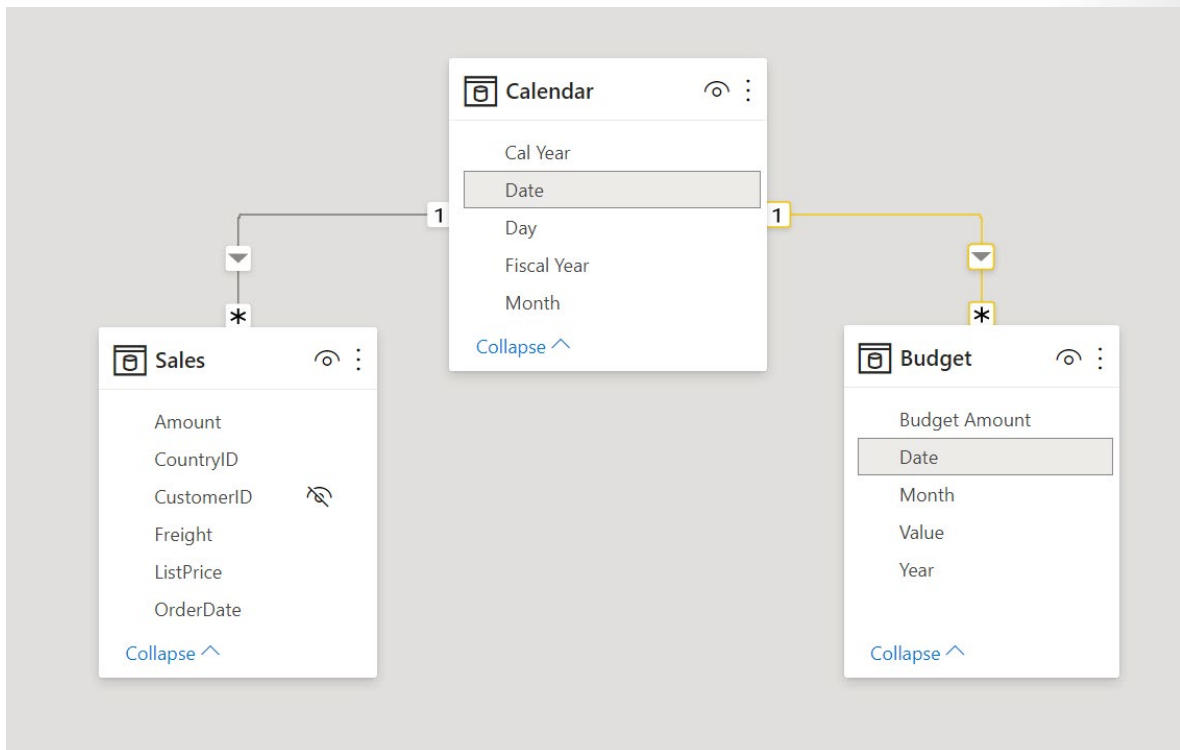 Calendar
Cal Year
Date
Day
Fiscal Year
Month
Collapse
1
1
*
*
Sales
Amount
CountryID
CustomerID
Freight
ListPrice
OrderDate
Collapse
Budget
Budget Amount
Date
Month
Value
Year
Collapse